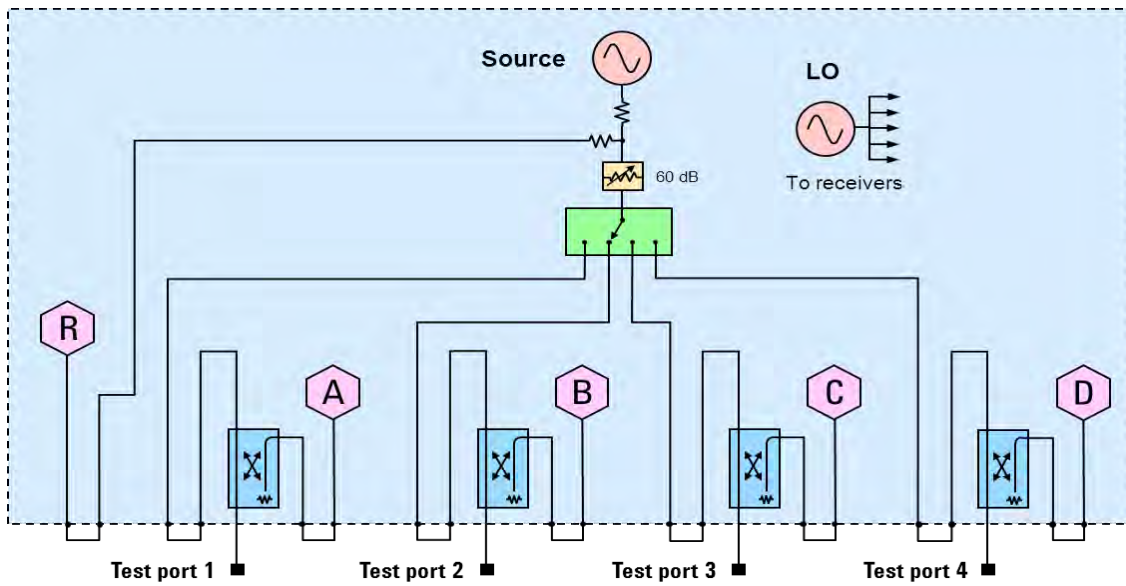 Source
LO
60 dB
To receivers
R
A
B
C
D
Test port 1
Test port 2
Test port 3
Test port 4